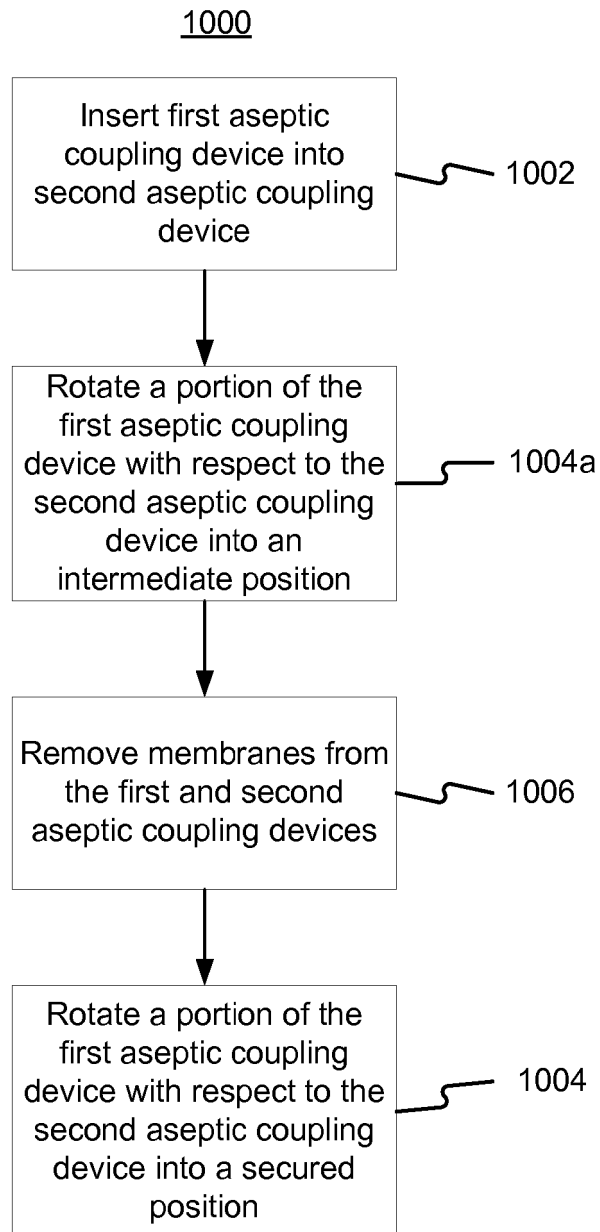 1000
Insert first aseptic
coupling device into
second aseptic coupling
device
1002
Rotate a portion of the
first aseptic coupling
device with respect to the
second aseptic coupling
device into an
intermediate position
1004a
Remove membranes from
the first and second
aseptic coupling devices
1006
Rotate a portion of the
first aseptic coupling
device with respect to the
second aseptic coupling
device into a secured
position
1004